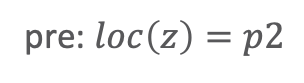 pre: loc(z) = p2